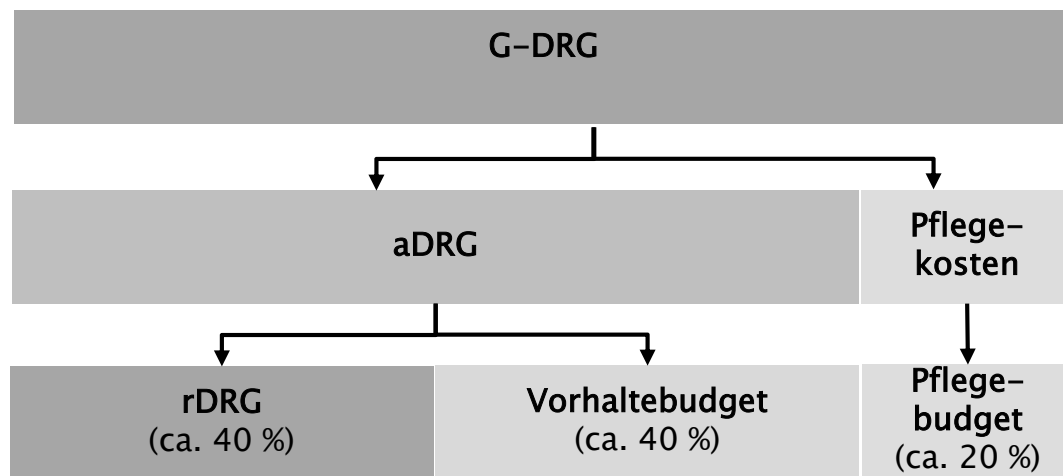 G-DRG
aDRG
Pflege-
kosten
rDRG
(ca. 40 %)
Vorhaltebudget
(ca. 40 %)
Pflege-
budget
(ca. 20 %)